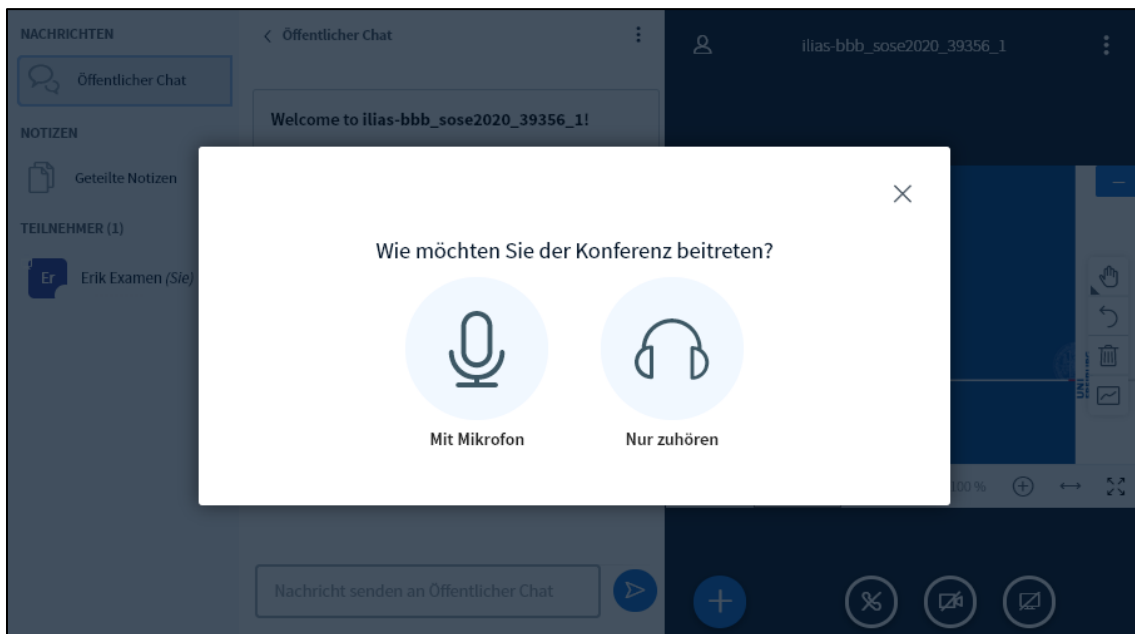 NACHRICHTEN
Öffentlicher Chat
NOTIZEN
Geteilte Notizen
TEILNEHMER (1)
Er
Erik Examen (Sie)
Öffentlicher Chat
Welcome to ilias-bbb_sose2020_39356_1!
ilias-bbb_sose2020_39356_1
Wie möchten Sie der Konferenz beitreten?
Mit Mikrofon
Nur zuhören
UNI
100 %
Nachricht senden an Öffentlicher Chat